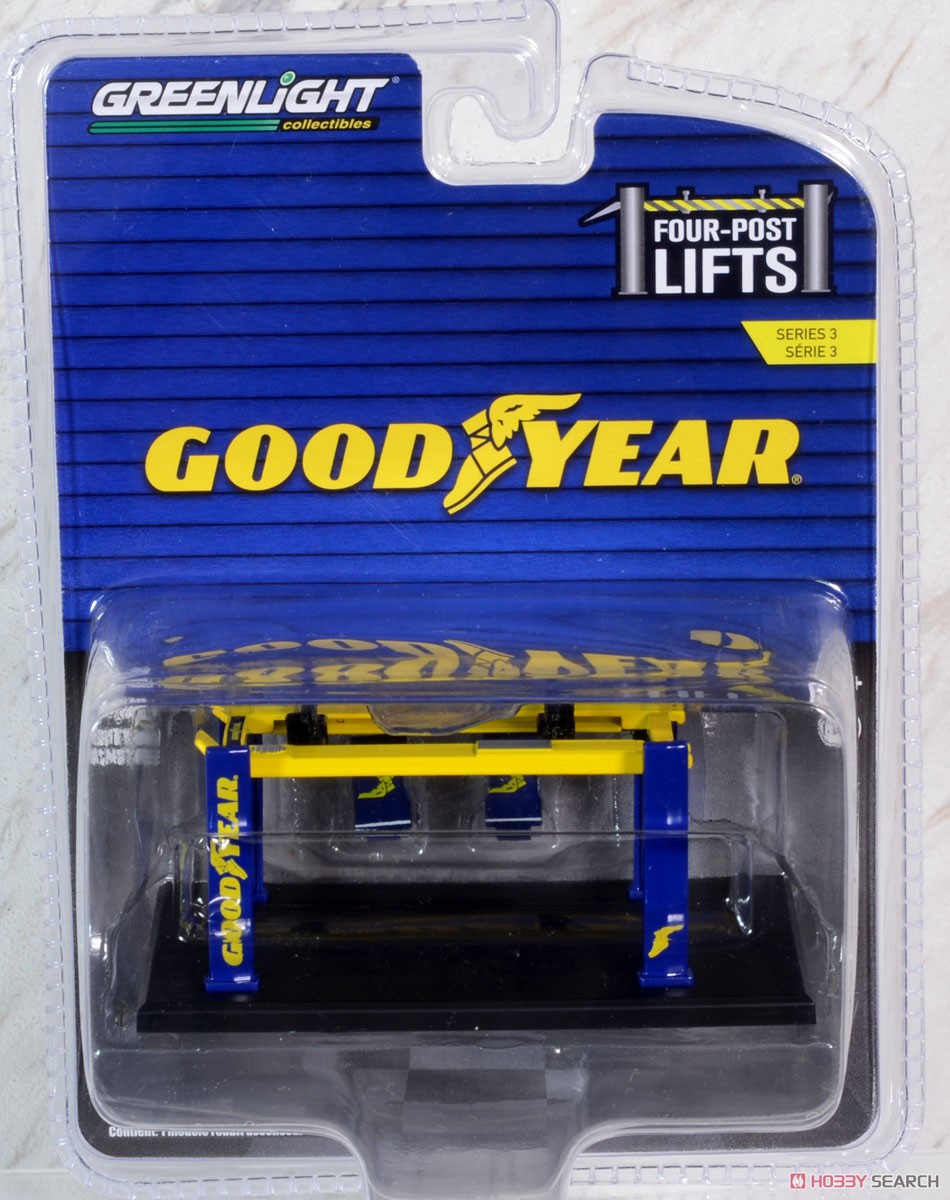 GREENLIGHT®
collectibles
FOUR-POST
LIFTS
SERIES 3
SÉRIE 3
GOODYEAR®
GOODYEAR
HOBBY SEARCH